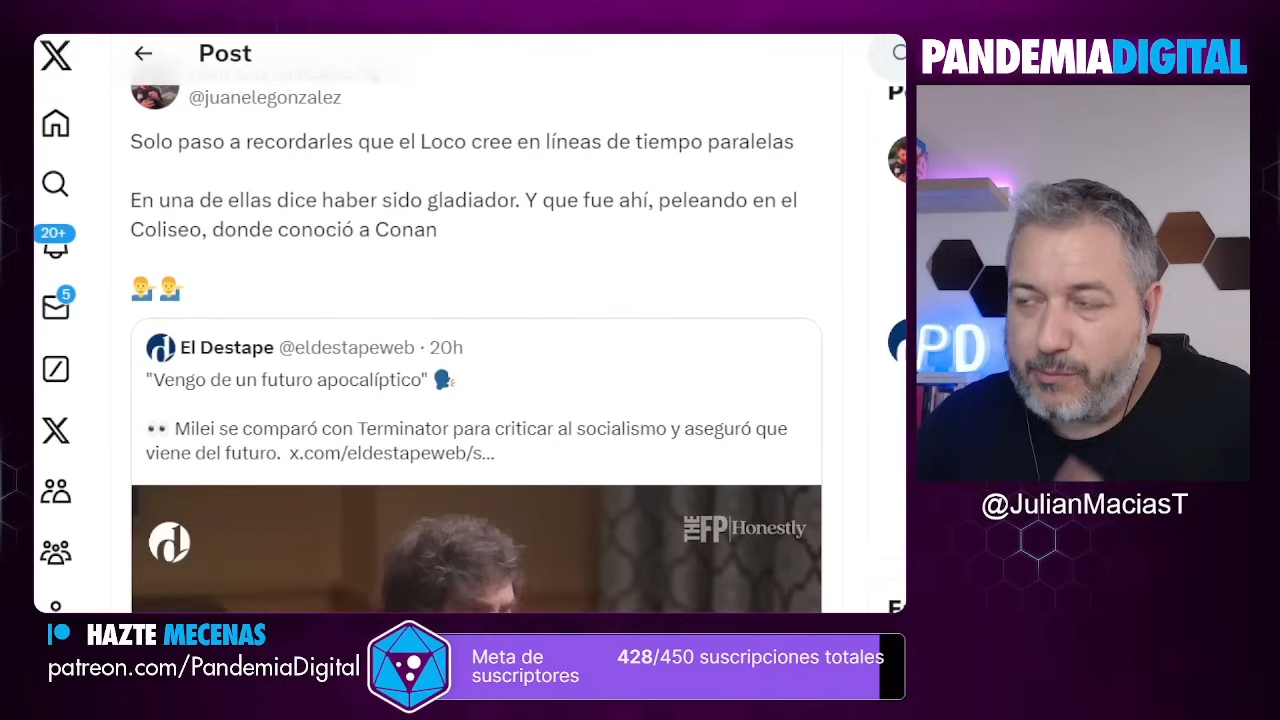 Post
@juanelegonzalez
Solo paso a recordarles que el Loco cree en líneas de tiempo paralelas
En una de ellas dice haber sido gladiador. Y que fue ahí, peleando en el
Coliseo, donde conoció a Conan
20+
5
El Destape @eldestapeweb · 20h
"Vengo de un futuro apocalíptico"
Milei se comparó con Terminator para criticar al socialismo y aseguró que
viene del futuro. x.com/eldestapeweb/s...
THE FP | Honestly
PANDEMIADIGITAL
PD
@JulianMaciasT
HAZTE MECENAS
patreon.com/PandemiaDigital
Meta de
suscriptores
428/450 suscripciones totales